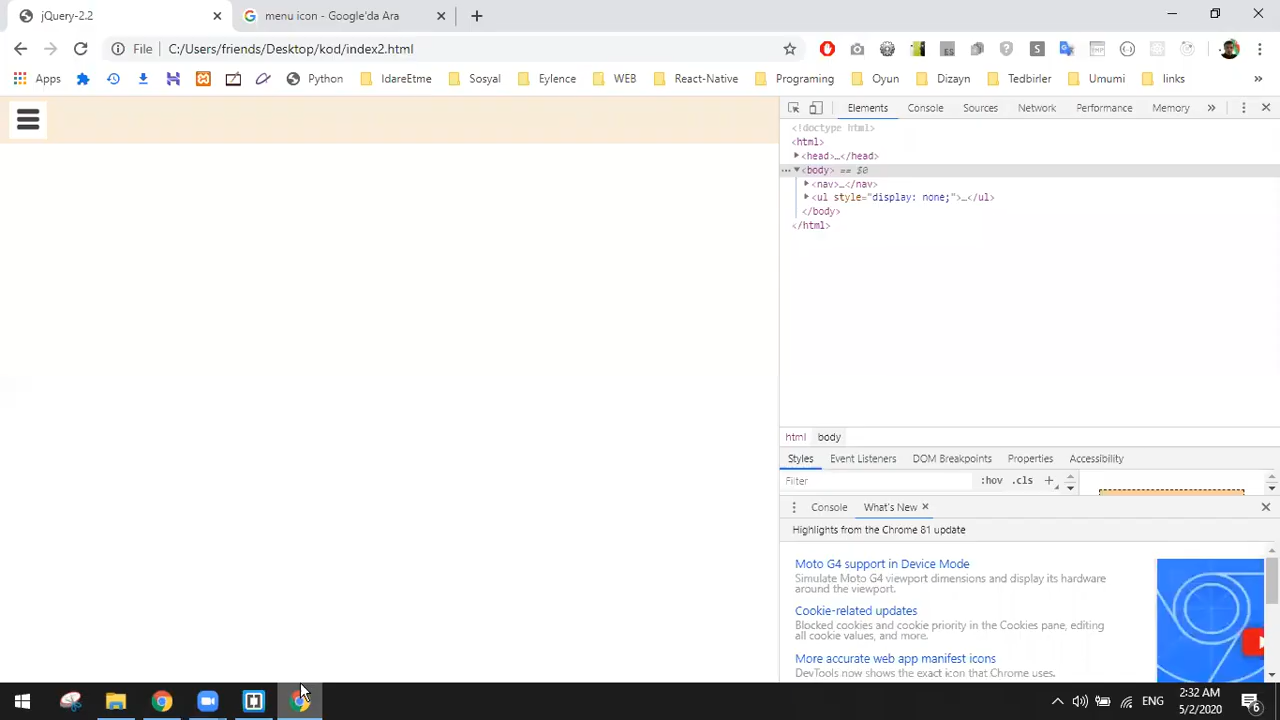 jQuery-2.2
menu icon - Google'da Ara
File C:/Users/friends/Desktop/kod/index2.html
Apps Python IdareEtme Sosyal Eylence WEB React-Native Programing Oyun Dizayn Tedbirler Umumi links »
Elements Console Sources Network Performance Memory »
<!doctype html>
<html>
<head>…</head>
<body> == $0
<nav>…</nav>
<ul style="display: none;">…</ul>
</body>
</html>
html body
Styles Event Listeners DOM Breakpoints Properties Accessibility
Filter :hov .cls +
Console What's New ×
Highlights from the Chrome 81 update
Moto G4 support in Device Mode
Simulate Moto G4 viewport dimensions and display its hardware
around the viewport.
Cookie-related updates
Blocked cookies and cookie priority in the Cookies pane, editing
all cookie values, and more.
More accurate web app manifest icons
DevTools now shows the exact icon that Chrome uses.
ENG
2:32 AM
5/2/2020
6